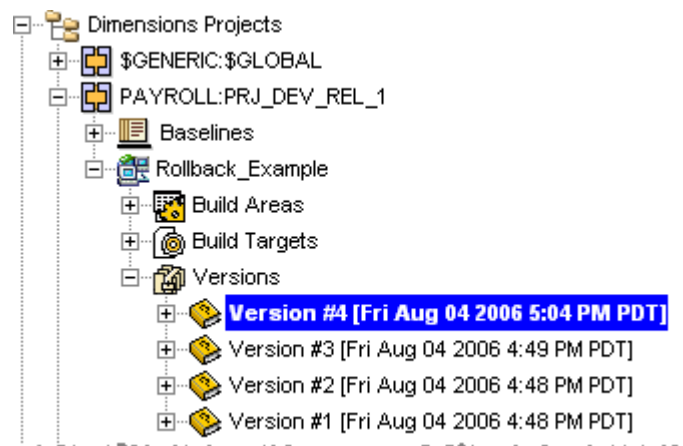 Dimensions Projects
$GENERIC:$GLOBAL
PAYROLL:PRJ_DEV_REL_1
Baselines
Rollback_Example
Build Areas
Build Targets
Versions
Version #4 [Fri Aug 04 2006 5:04 PM PDT]
Version #3 [Fri Aug 04 2006 4:49 PM PDT]
Version #2 [Fri Aug 04 2006 4:48 PM PDT]
Version #1 [Fri Aug 04 2006 4:48 PM PDT]